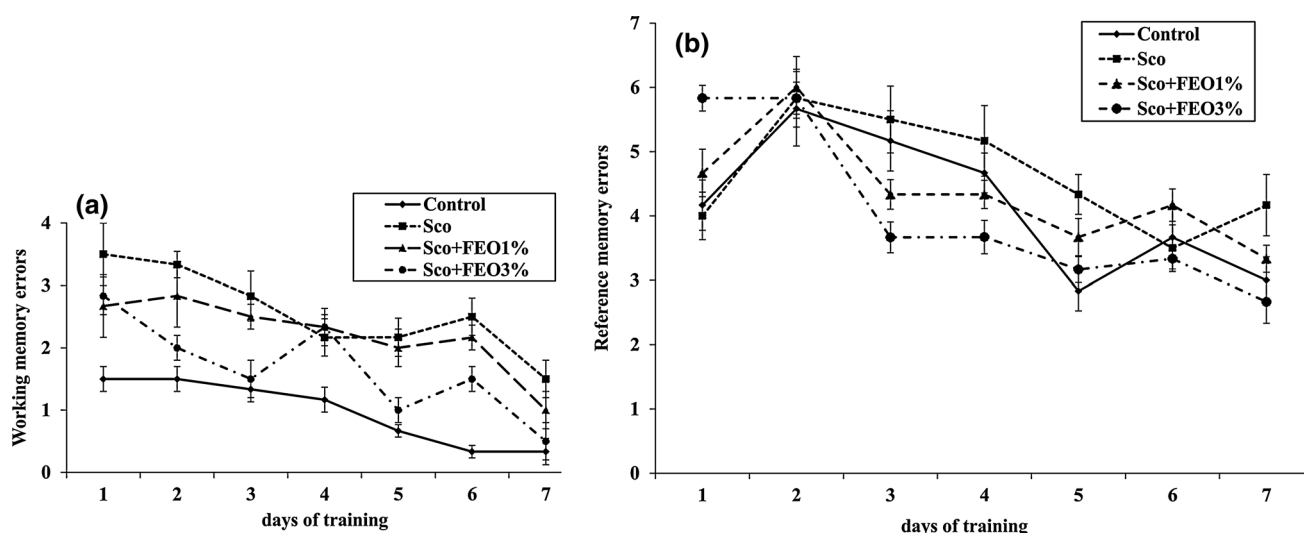 (a)
Control
Sco
Sco+FEO1%
Sco+FEO3%
Working memory errors
4
3
2
1
0
1 2 3 4 5 6 7
days of training
(b)
Control
Sco
Sco+FEO1%
Sco+FEO3%
Reference memory errors
7
6
5
4
3
2
1
0
1 2 3 4 5 6 7
days of training